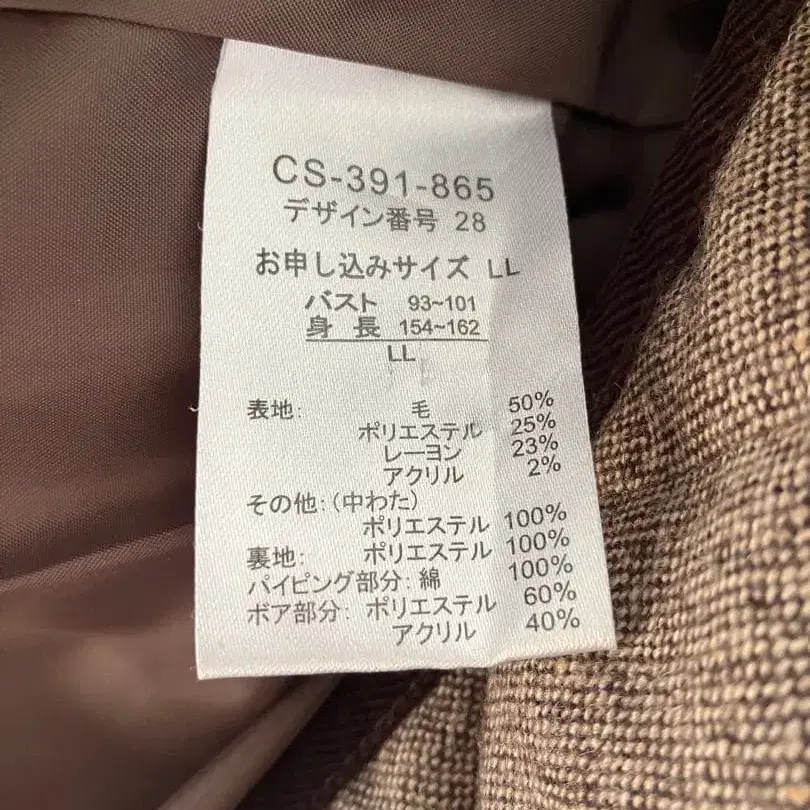 CS-391-865
デザイン番号 28
お申し込みサイズ LL
バスト 93~101
身 長 154~162
LL
表地: 毛 50%
ポリエステル 25%
レーヨン 23%
アクリル 2%
その他:(中わた)
ポリエステル 100%
裏地: ポリエステル 100%
パイピング部分: 綿 100%
ボア部分: ポリエステル 60%
アクリル 40%